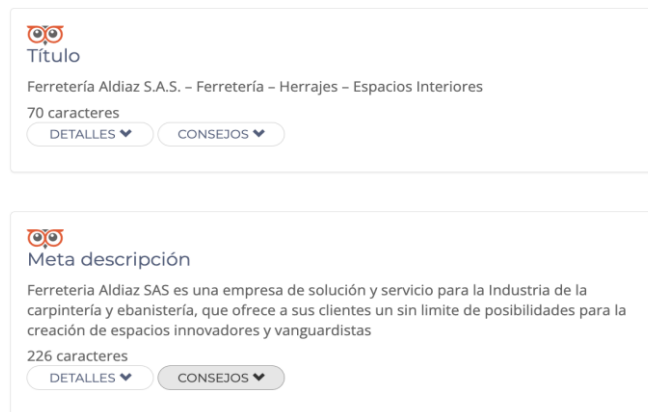 Título
Ferretería Aldiaz S.A.S. – Ferretería – Herrajes – Espacios Interiores
70 caracteres
DETALLES CONSEJOS
Meta descripción
Ferreteria Aldiaz SAS es una empresa de solución y servicio para la Industria de la
carpintería y ebanistería, que ofrece a sus clientes un sin limite de posibilidades para la
creación de espacios innovadores y vanguardistas
226 caracteres
DETALLES CONSEJOS